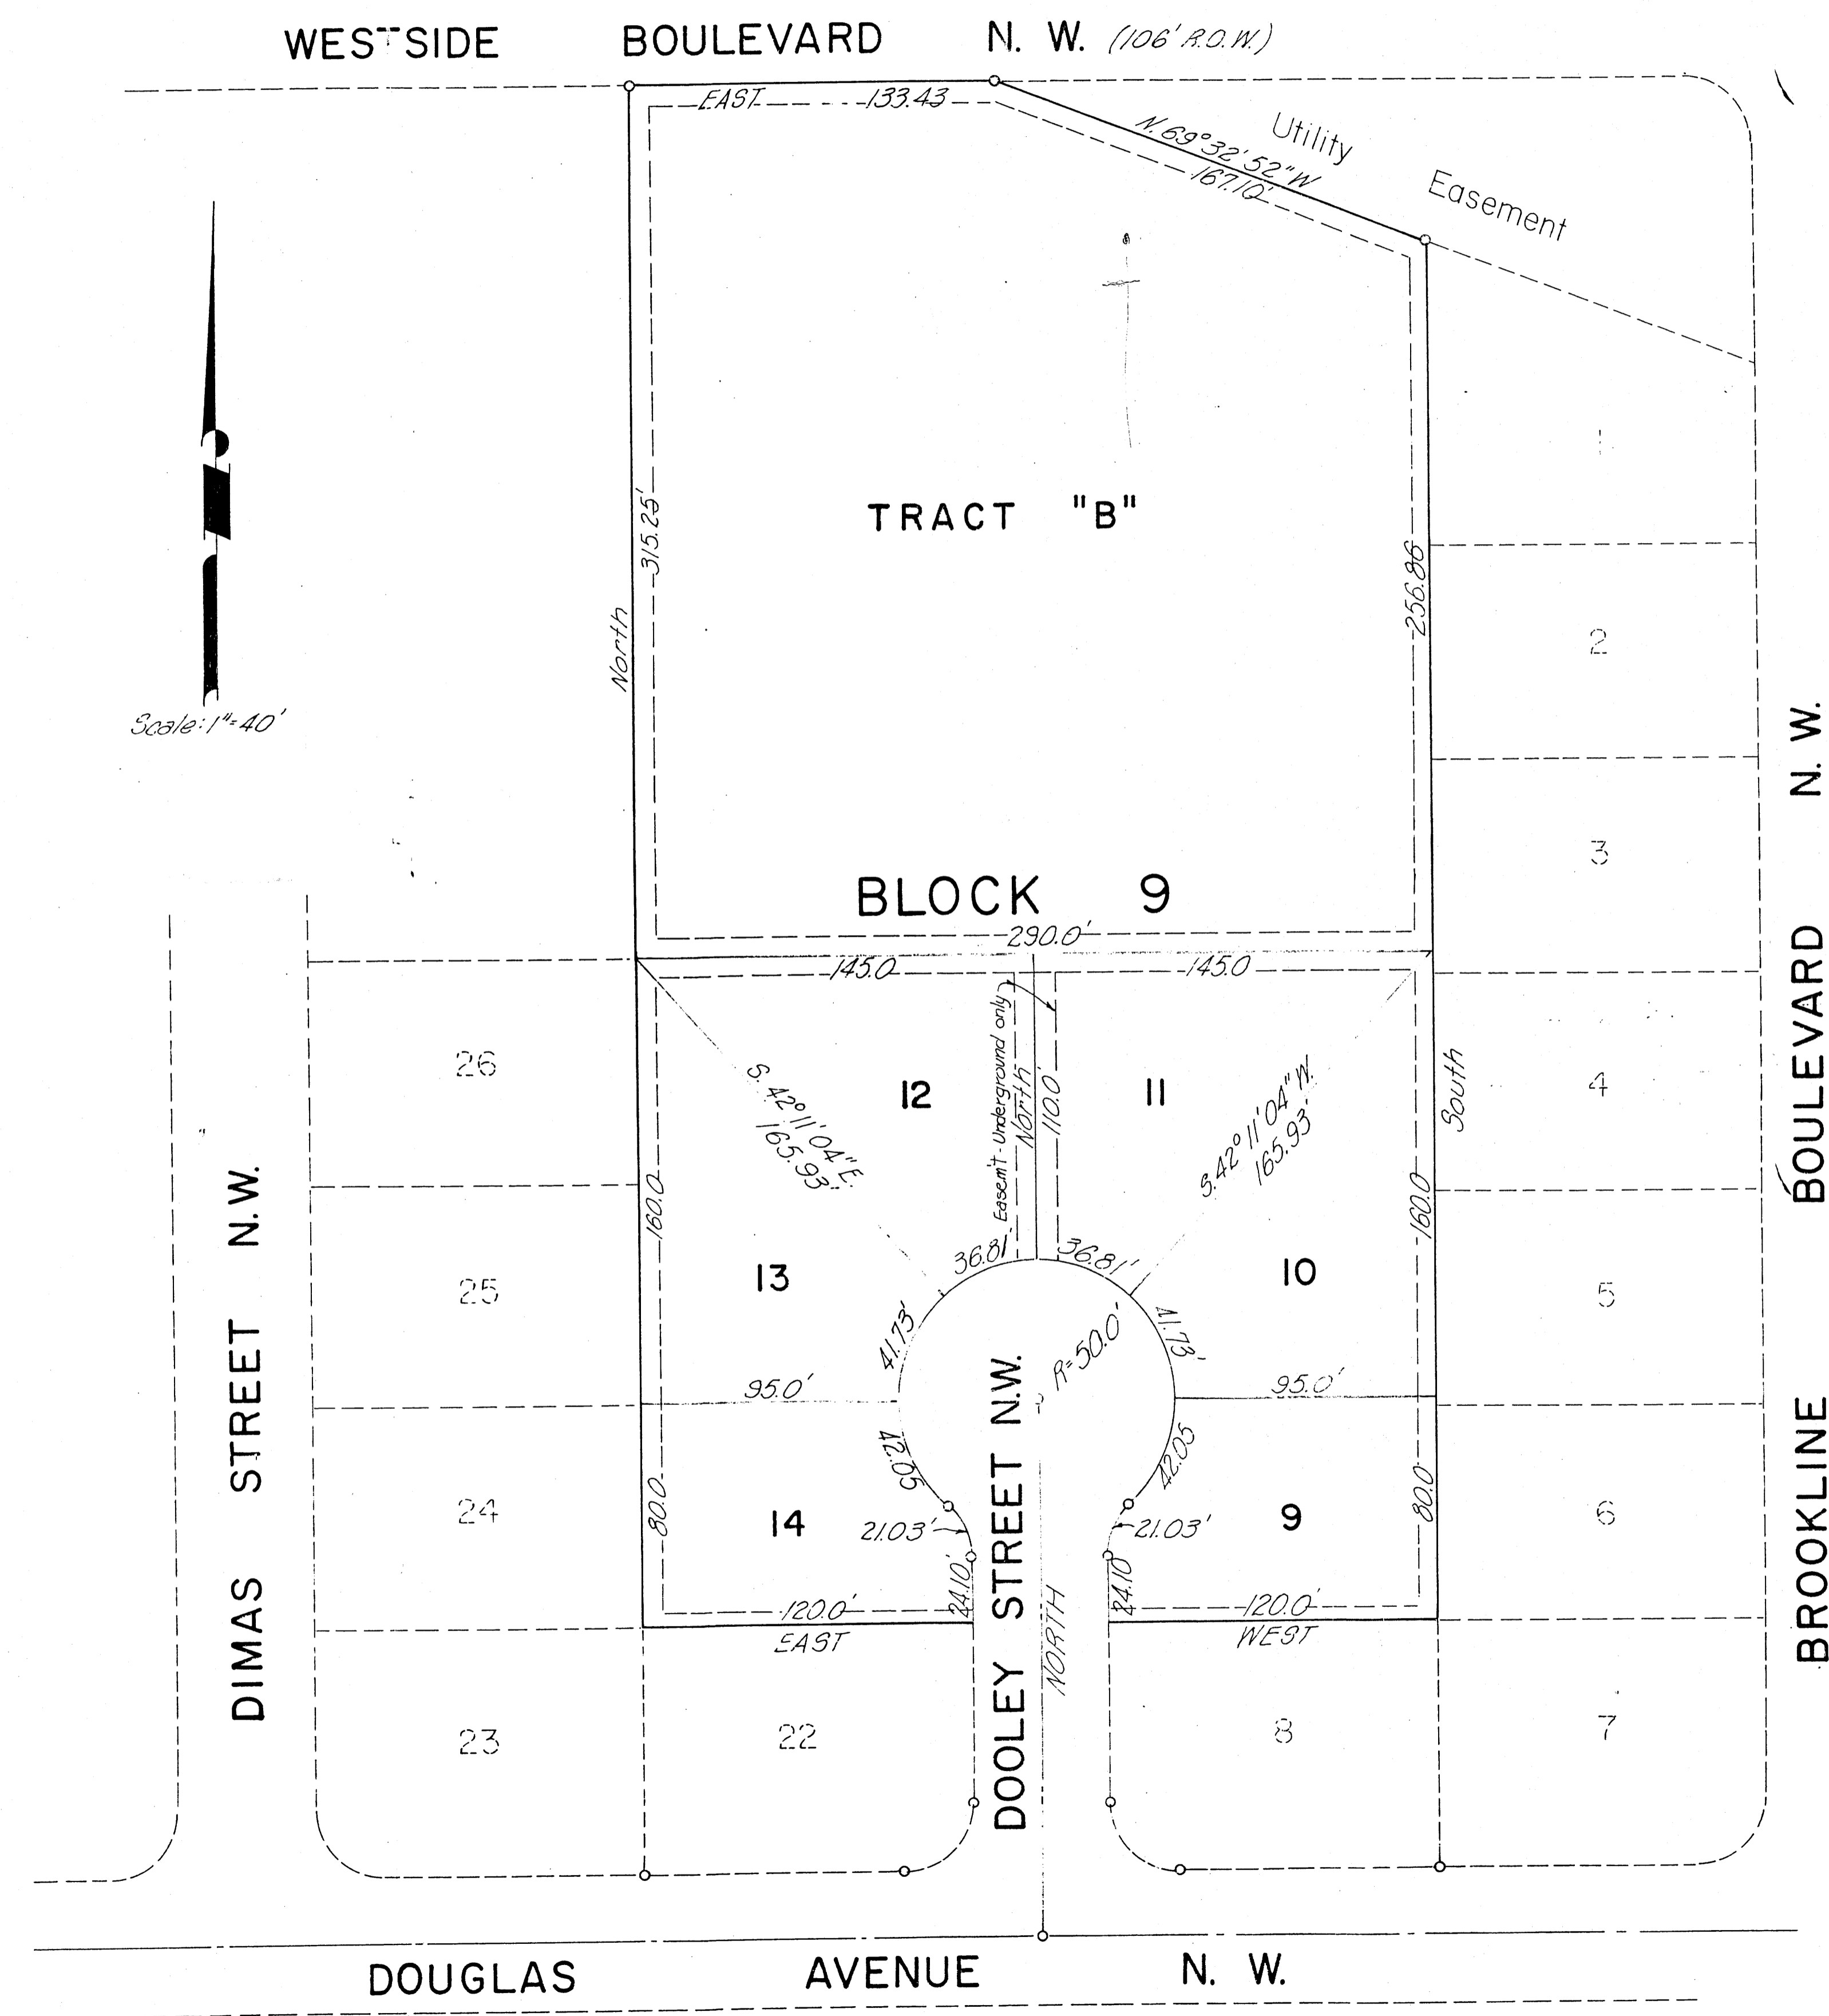 WESTSIDE BOULEVARD N. W. (106' R.O.W.)
EAST 133.43
N. 69° 32' 52" W
167.10'
Utility
Easement
Scale: 1"=40'
North
315.25'
TRACT "B"
256.86
1
2
3
BLOCK 9
290.0'
145.0
145.0
26
S. 42° 11' 04" E.
165.93'
12
Easem't - Underground only
North
110.0'
11
S. 42° 11' 04" W.
165.93'
South
4
160.0
160.0
25
13
36.81'
36.81'
10
5
41.73'
41.73'
R=50.0'
95.0'
95.0'
42.05
42.05
24
80.0
14
21.03'
21.03'
9
80.0
6
24.10'
24.10'
120.0'
EAST
120.0'
WEST
NORTH
23
22
8
7
DIMAS STREET N.W.
DOOLEY STREET N.W.
BROOKLINE BOULEVARD N. W.
DOUGLAS AVENUE N. W.